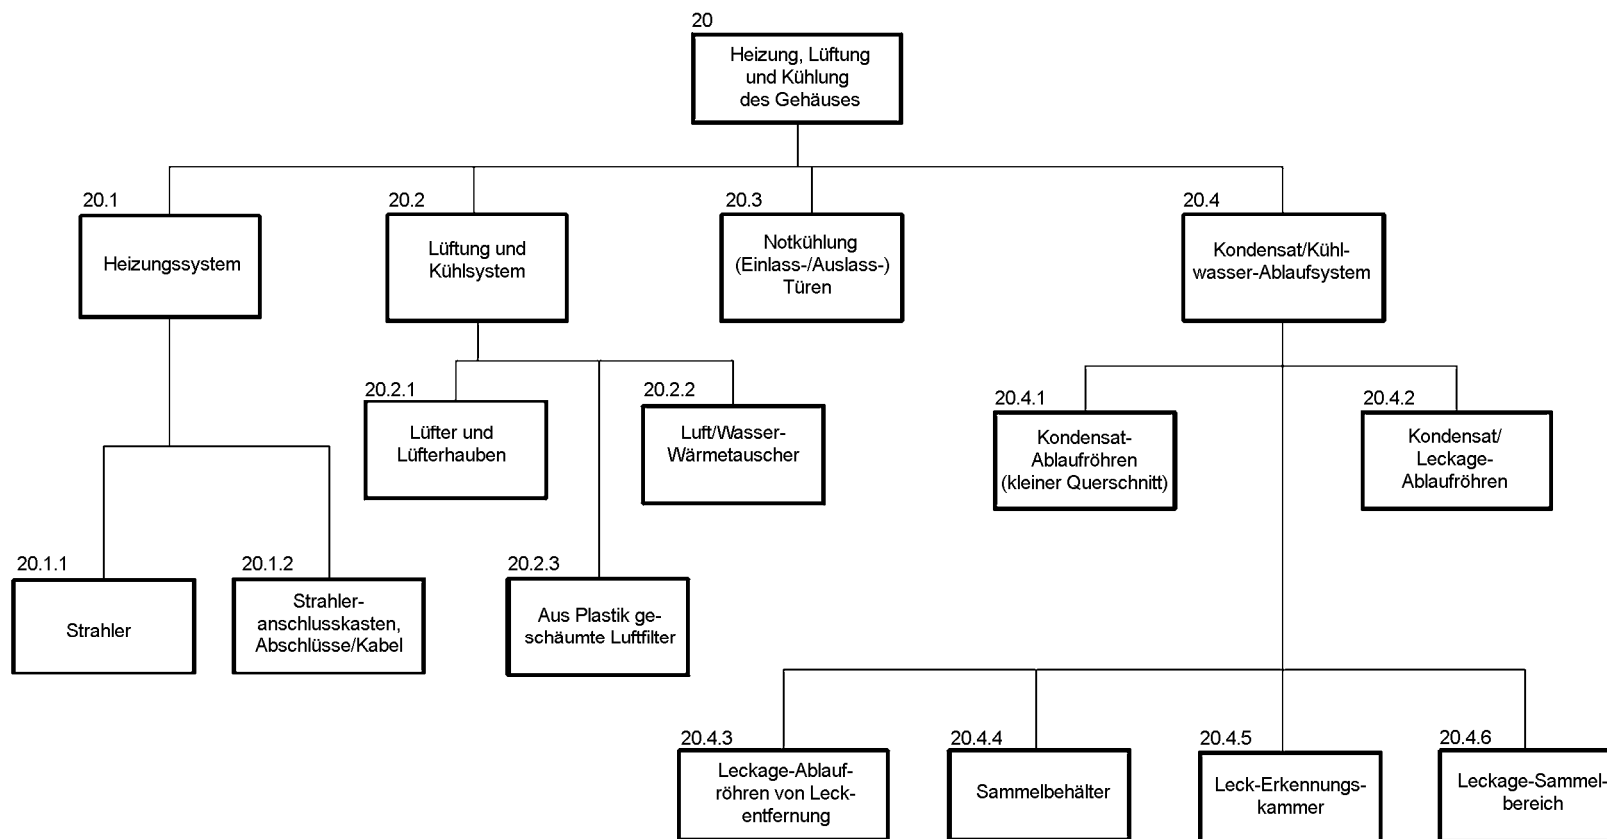 20
Heizung, Lüftung
und Kühlung
des Gehäuses
20.1
Heizungssystem
20.2
Lüftung und
Kühlsystem
20.3
Notkühlung
(Einlass-/Auslass-)
Türen
20.4
Kondensat/Kühl-
wasser-Ablaufsystem
20.2.1
Lüfter und
Lüfterhauben
20.2.2
Luft/Wasser-
Wärmetauscher
20.4.1
Kondensat-
Ablaufröhren
(kleiner Querschnitt)
20.4.2
Kondensat/
Leckage-
Ablaufröhren
20.1.1
Strahler
20.1.2
Strahler-
anschlusskasten,
Abschlüsse/Kabel
20.2.3
Aus Plastik ge-
schäumte Luftfilter
20.4.3
Leckage-Ablauf-
röhren von Leck-
entfernung
20.4.4
Sammelbehälter
20.4.5
Leck-Erkennungs-
kammer
20.4.6
Leckage-Sammel-
bereich